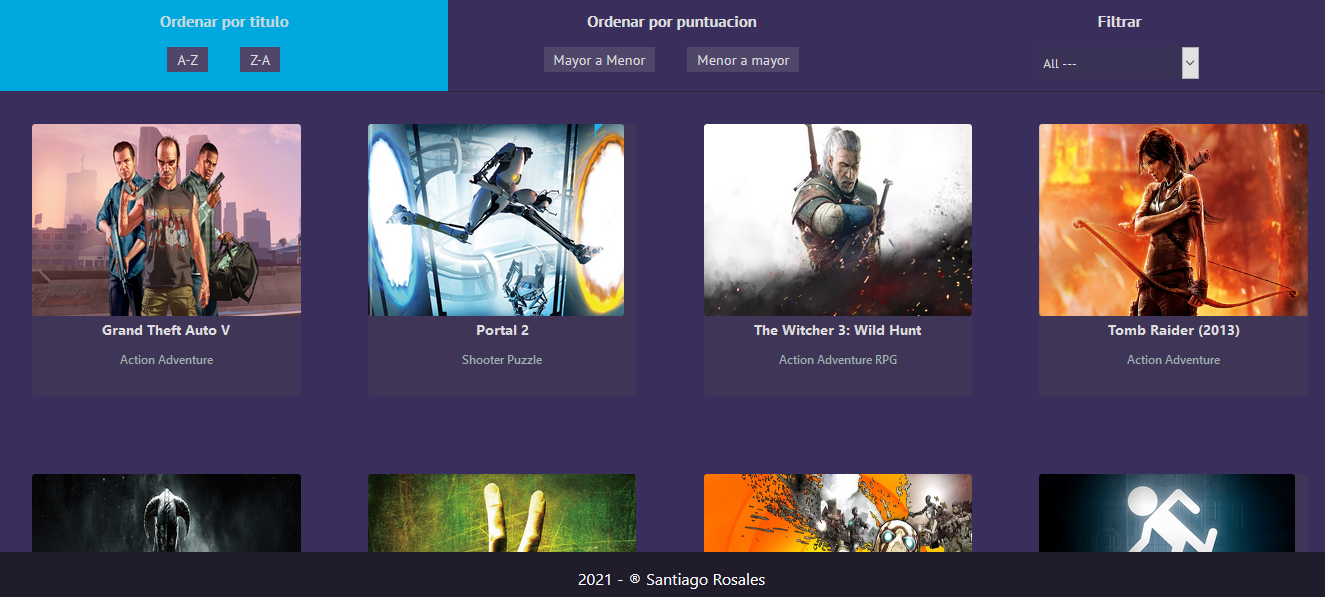 Ordenar por titulo
A-Z Z-A
Ordenar por puntuacion
Mayor a Menor Menor a mayor
Filtrar
All ---
Grand Theft Auto V
Action Adventure
Portal 2
Shooter Puzzle
The Witcher 3: Wild Hunt
Action Adventure RPG
Tomb Raider (2013)
Action Adventure
2021 - ® Santiago Rosales